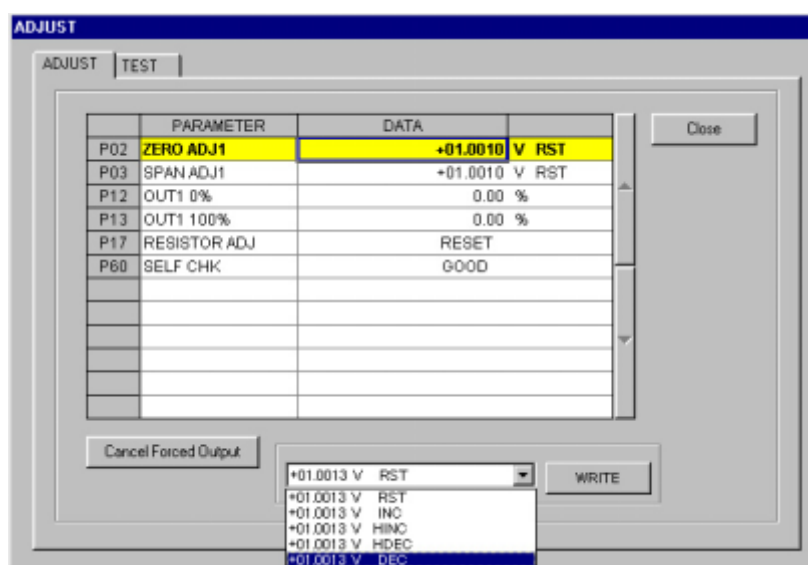 ADJUST
ADJUST TEST
PARAMETER DATA
Close
P02 ZERO ADJ1 +01.0010 V RST
P03 SPAN ADJ1 +01.0010 V RST
P12 OUT1 0% 0.00 %
P13 OUT1 100% 0.00 %
P17 RESISTOR ADJ RESET
P60 SELF CHK GOOD
Cancel Forced Output
+01.0013 V RST
WRITE
+01.0013 V RST
+01.0013 V INC
+01.0013 V HINC
+01.0013 V HDEC
+01.0013 V DEC